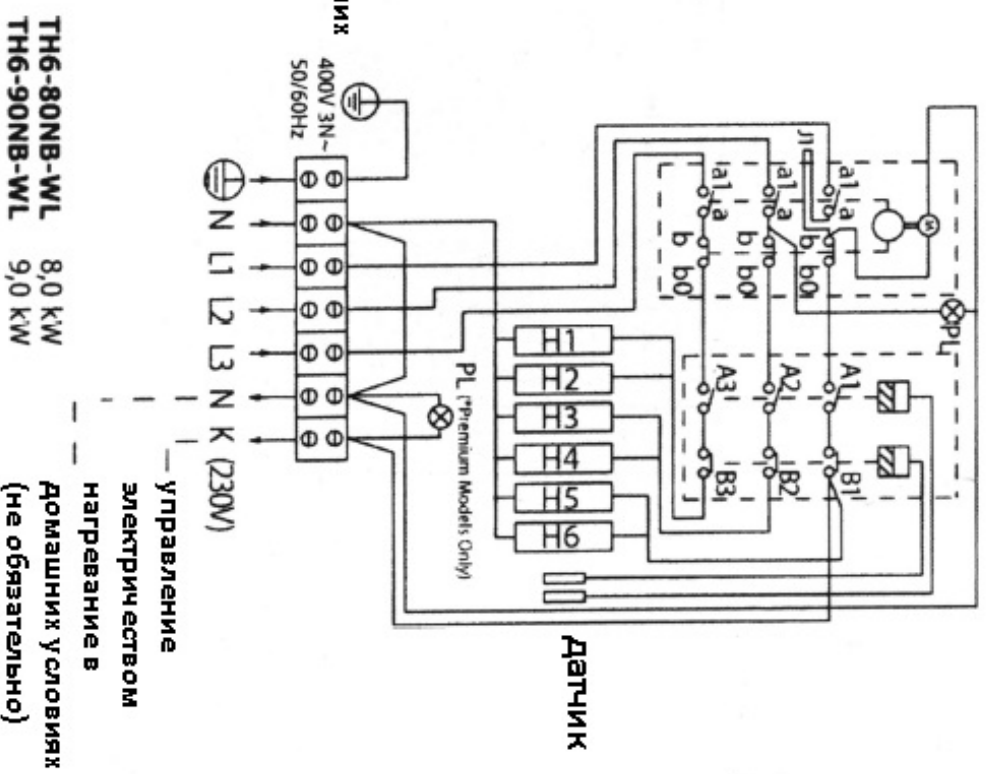 них
TH6-80NB-WL 8,0 kW
TH6-90NB-WL 9,0 kW
400V 3N~
50/60Hz
N L1 L2 L3 N K (230V)
J1
M
PL
a1 a b b0
a1 a b b0
a1 a b b0
A1 B1
A2 B2
A3 B3
H1
H2
H3
H4
H5
H6
PL (*Premium Models Only)
датчик
управление
электричеством
нагревание в
домашних условиях
(не обязательно)